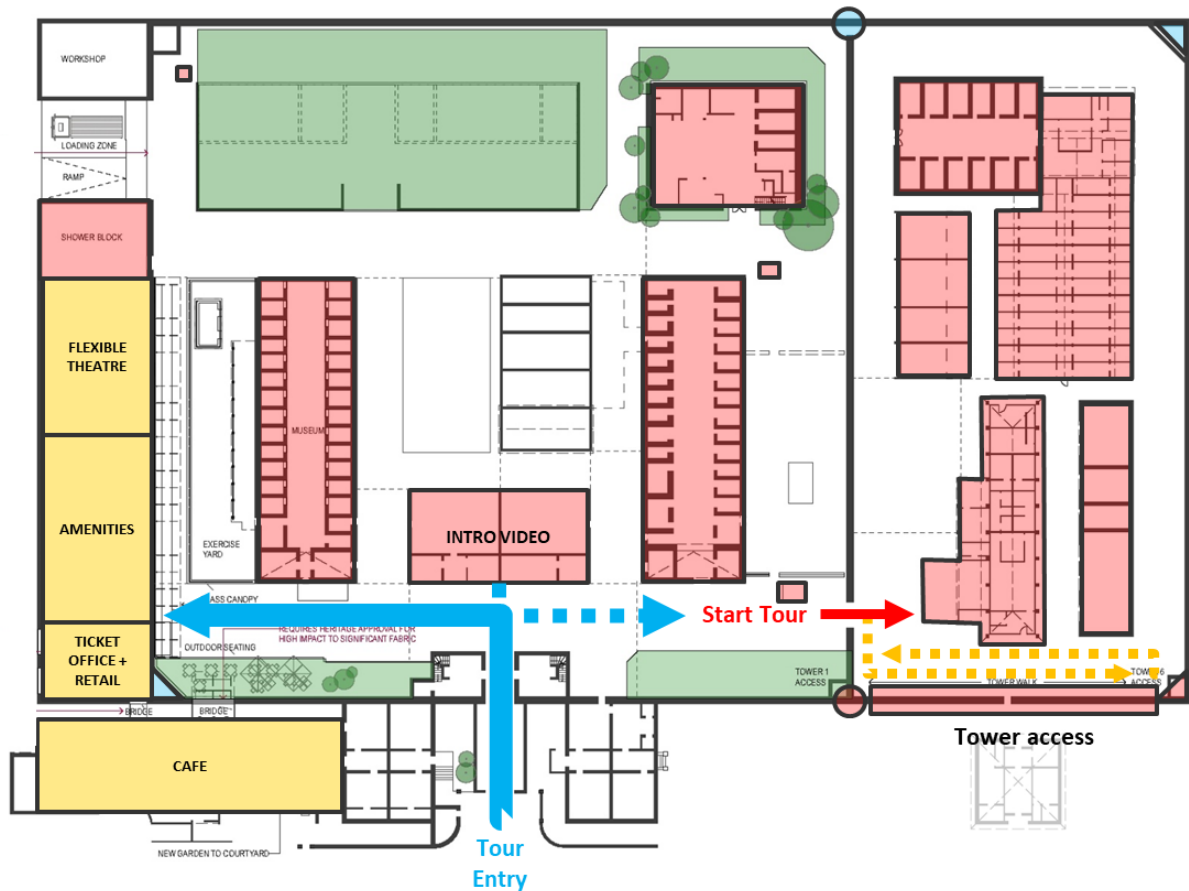 WORKSHOP
LOADING ZONE
RAMP
SHOWER BLOCK
FLEXIBLE
THEATRE
MUSEUM
AMENITIES
INTRO VIDEO
EXERCISE
YARD
ASS CANOPY
Start Tour
REQUIRES HERITAGE APPROVAL FOR
HIGH IMPACT TO SIGNIFICANT FABRIC
TICKET
OFFICE +
RETAIL
OUTDOOR SEATING
TOWER 1
ACCESS
TOWER WALK
TOWER 6
ACCESS
BRIDGE
BRIDGE
Tower access
CAFE
Tour
Entry
NEW GARDEN TO COURTYARD